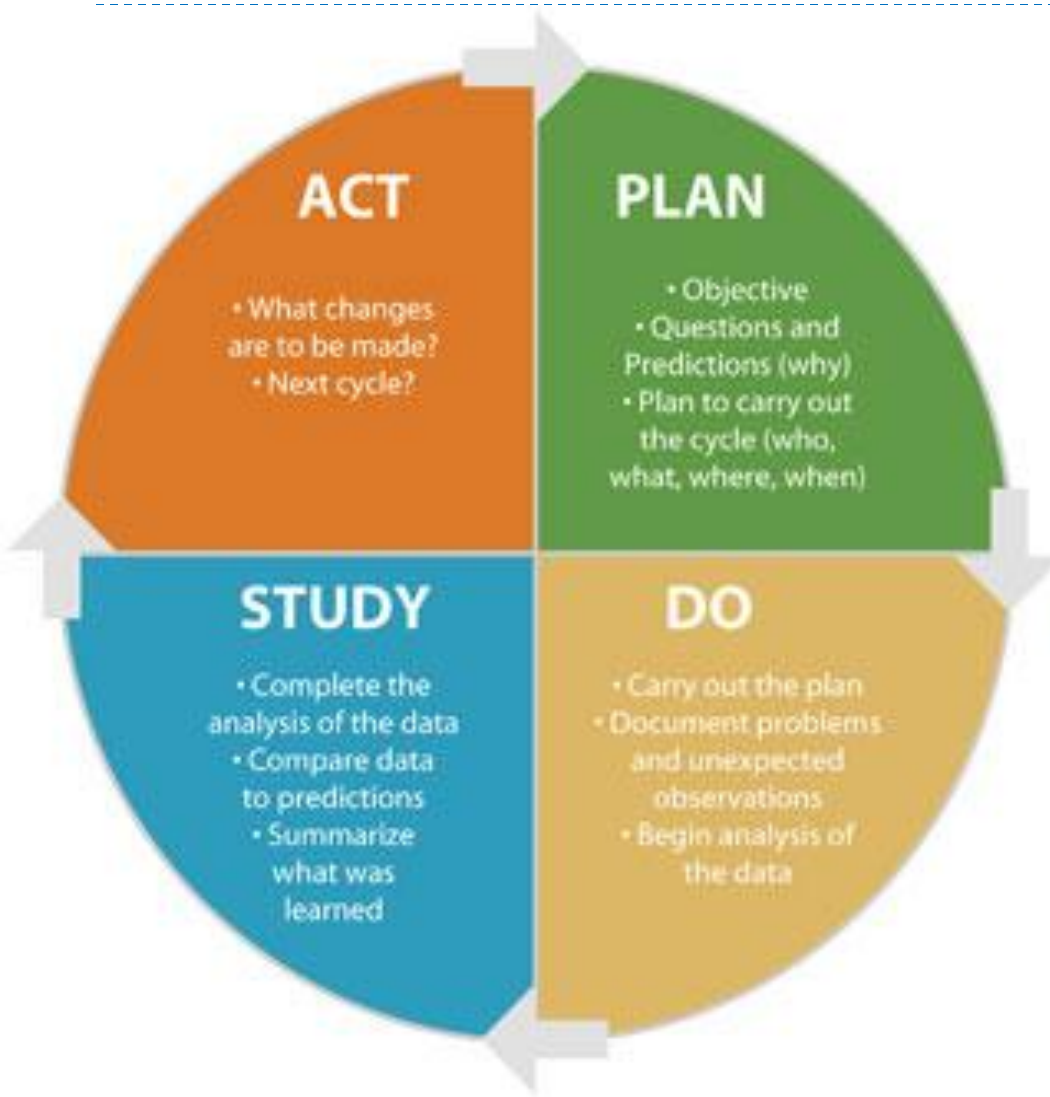 ACT
• What changes
are to be made?
• Next cycle?
PLAN
• Objective
• Questions and
Predictions (why)
• Plan to carry out
the cycle (who,
what, where, when)
STUDY
• Complete the
analysis of the data
• Compare data
to predictions
• Summarize
what was
learned
DO
• Carry out the plan
• Document problems
and unexpected
observations
• Begin analysis of
the data